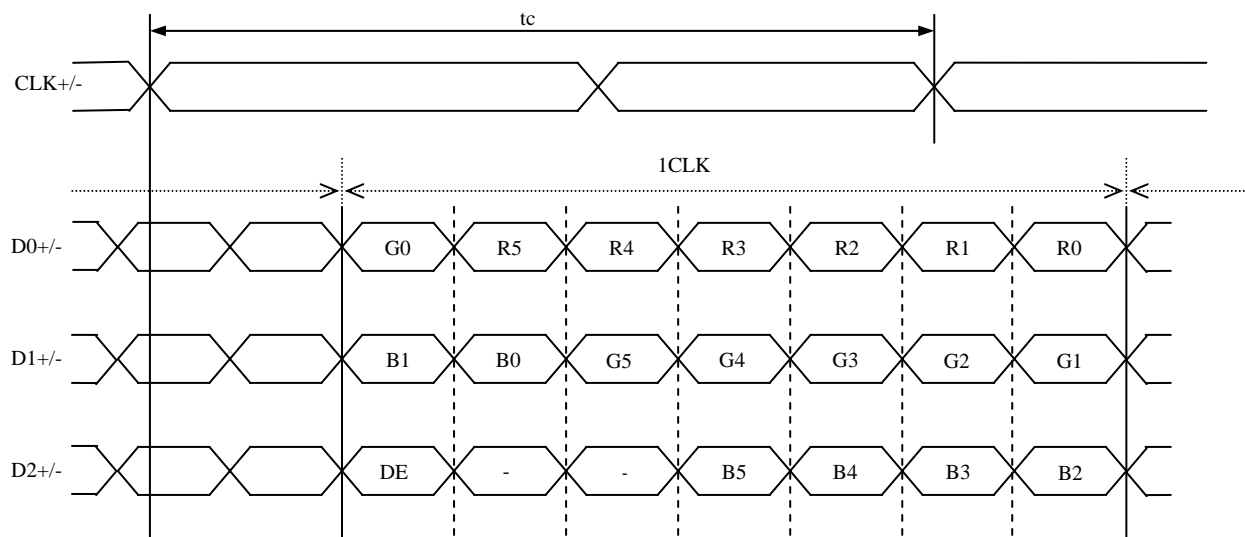 tc
CLK+/-
1CLK
D0+/- G0 R5 R4 R3 R2 R1 R0
D1+/- B1 B0 G5 G4 G3 G2 G1
D2+/- DE - - B5 B4 B3 B2